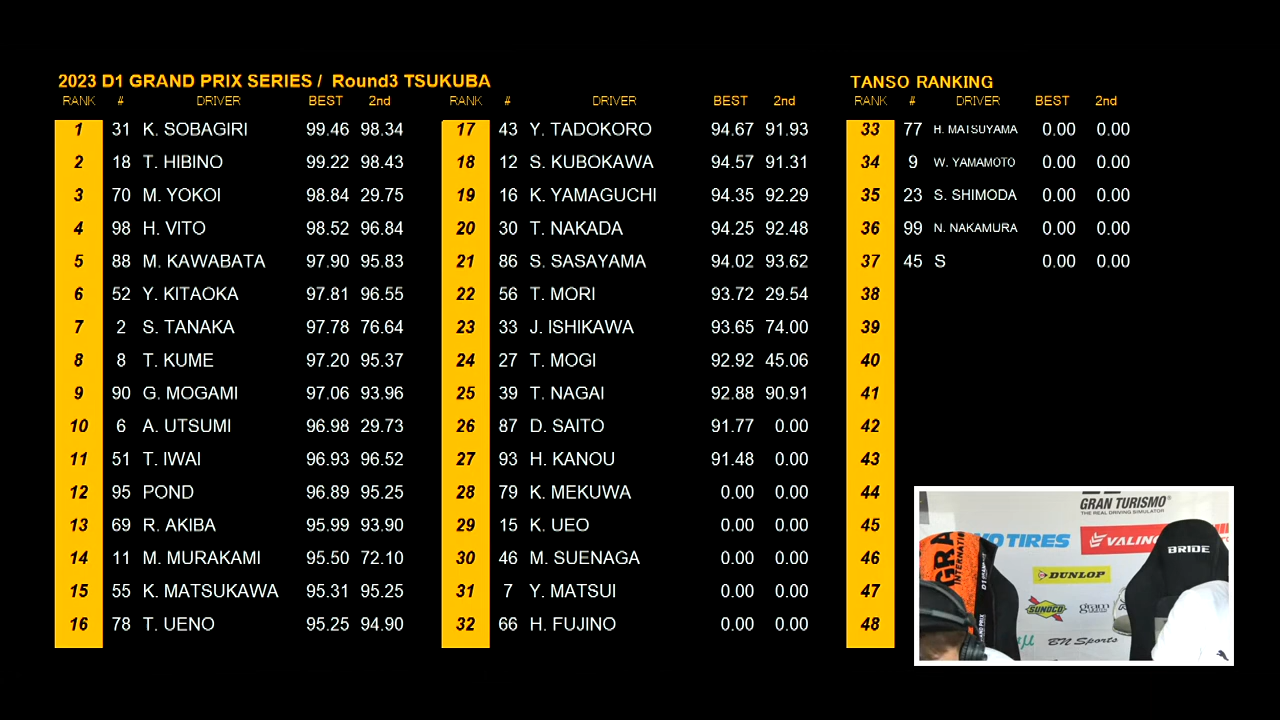 2023 D1 GRAND PRIX SERIES / Round3 TSUKUBA
RANK # DRIVER BEST 2nd
1 31 K. SOBAGIRI 99.46 98.34
2 18 T. HIBINO 99.22 98.43
3 70 M. YOKOI 98.84 29.75
4 98 H. VITO 98.52 96.84
5 88 M. KAWABATA 97.90 95.83
6 52 Y. KITAOKA 97.81 96.55
7 2 S. TANAKA 97.78 76.64
8 8 T. KUME 97.20 95.37
9 90 G. MOGAMI 97.06 93.96
10 6 A. UTSUMI 96.98 29.73
11 51 T. IWAI 96.93 96.52
12 95 POND 96.89 95.25
13 69 R. AKIBA 95.99 93.90
14 11 M. MURAKAMI 95.50 72.10
15 55 K. MATSUKAWA 95.31 95.25
16 78 T. UENO 95.25 94.90
RANK # DRIVER BEST 2nd
17 43 Y. TADOKORO 94.67 91.93
18 12 S. KUBOKAWA 94.57 91.31
19 16 K. YAMAGUCHI 94.35 92.29
20 30 T. NAKADA 94.25 92.48
21 86 S. SASAYAMA 94.02 93.62
22 56 T. MORI 93.72 29.54
23 33 J. ISHIKAWA 93.65 74.00
24 27 T. MOGI 92.92 45.06
25 39 T. NAGAI 92.88 90.91
26 87 D. SAITO 91.77 0.00
27 93 H. KANOU 91.48 0.00
28 79 K. MEKUWA 0.00 0.00
29 15 K. UEO 0.00 0.00
30 46 M. SUENAGA 0.00 0.00
31 7 Y. MATSUI 0.00 0.00
32 66 H. FUJINO 0.00 0.00
TANSO RANKING
RANK # DRIVER BEST 2nd
33 77 H. MATSUYAMA 0.00 0.00
34 9 W. YAMAMOTO 0.00 0.00
35 23 S. SHIMODA 0.00 0.00
36 99 N. NAKAMURA 0.00 0.00
37 45 S 0.00 0.00
38
39
40
41
42
43
44
45
46
47
48
GRAN TURISMO
THE REAL DRIVING SIMULATOR
TIRES
VALINO
BRIDE
DUNLOP
SUNOCO
gram
BN Sports
GRA
INTERNATIONAL